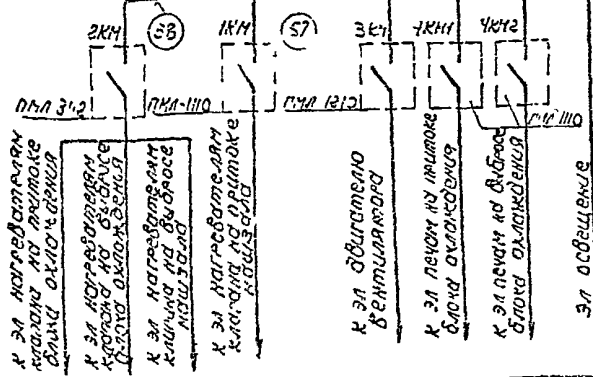 2КМ
58
1КМ
57
3КМ
4КМ1
4КМ2
ПМЛ 342
ПМЛ-1110
ПМЛ 1210
ПМЛ 1110
К эл нагревателям
клапана на притоке
блока охлаждения
К эл нагревателям
клапана на выбросе
блока охлаждения
К эл нагревателям
клапана на выбросе
машзала
К эл нагревателям
клапана на притоке
машзала
К эл двигателю
вентилятора
К эл печам на притоке
блока охлаждения
К эл печам на выбросе
блока охлаждения
Эл освещение